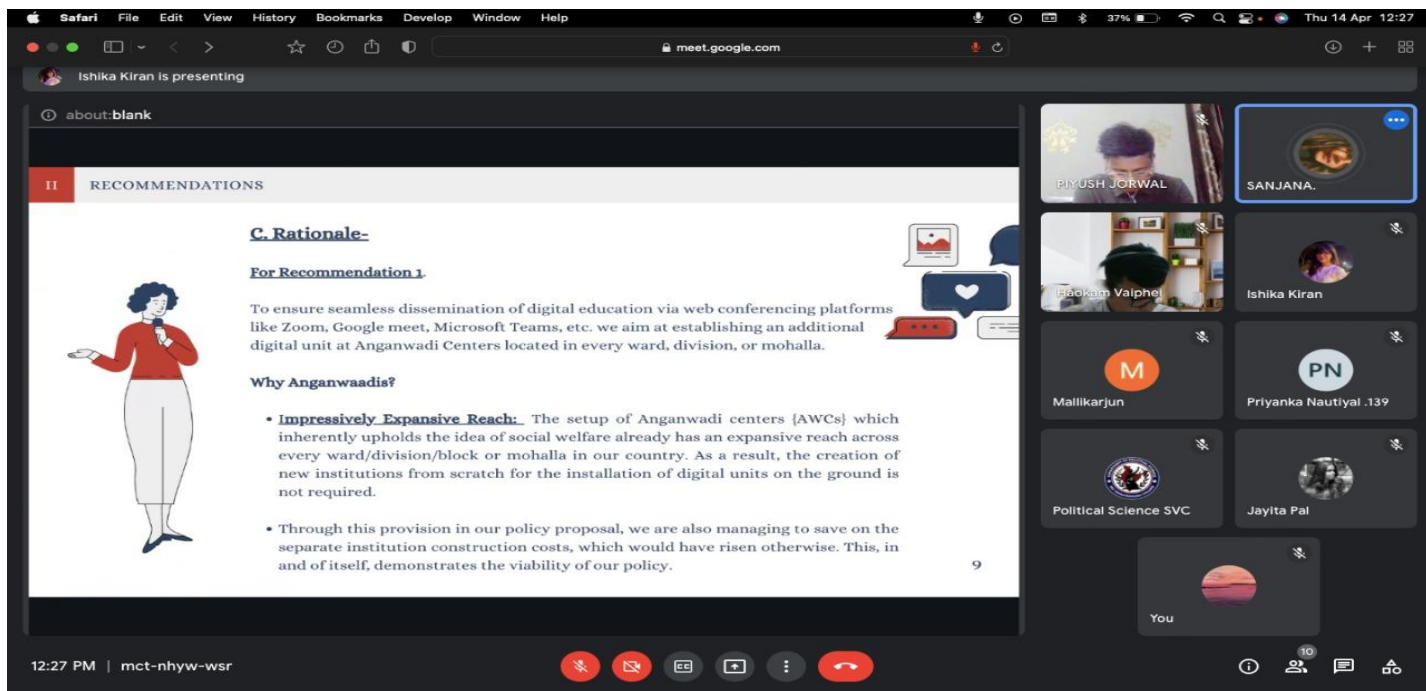 Safari File Edit View History Bookmarks Develop Window Help 37% Thu 14 Apr 12:27
meet.google.com
Ishika Kiran is presenting
about:blank
II RECOMMENDATIONS
C. Rationale-
For Recommendation 1.
To ensure seamless dissemination of digital education via web conferencing platforms
like Zoom, Google meet, Microsoft Teams, etc. we aim at establishing an additional
digital unit at Anganwadi Centers located in every ward, division, or mohalla.
Why Anganwaadis?
• Impressively Expansive Reach: The setup of Anganwadi centers {AWCs} which
inherently upholds the idea of social welfare already has an expansive reach across
every ward/division/block or mohalla in our country. As a result, the creation of
new institutions from scratch for the installation of digital units on the ground is
not required.
• Through this provision in our policy proposal, we are also managing to save on the
separate institution construction costs, which would have risen otherwise. This, in
and of itself, demonstrates the viability of our policy.
9
PIYUSH JORWAL
SANJANA.
Haokam Vaiphei
Ishika Kiran
M
Mallikarjun
PN
Priyanka Nautiyal .139
Political Science SVC
Jayita Pal
You
12:27 PM | mct-nhyw-wsr
CC
10